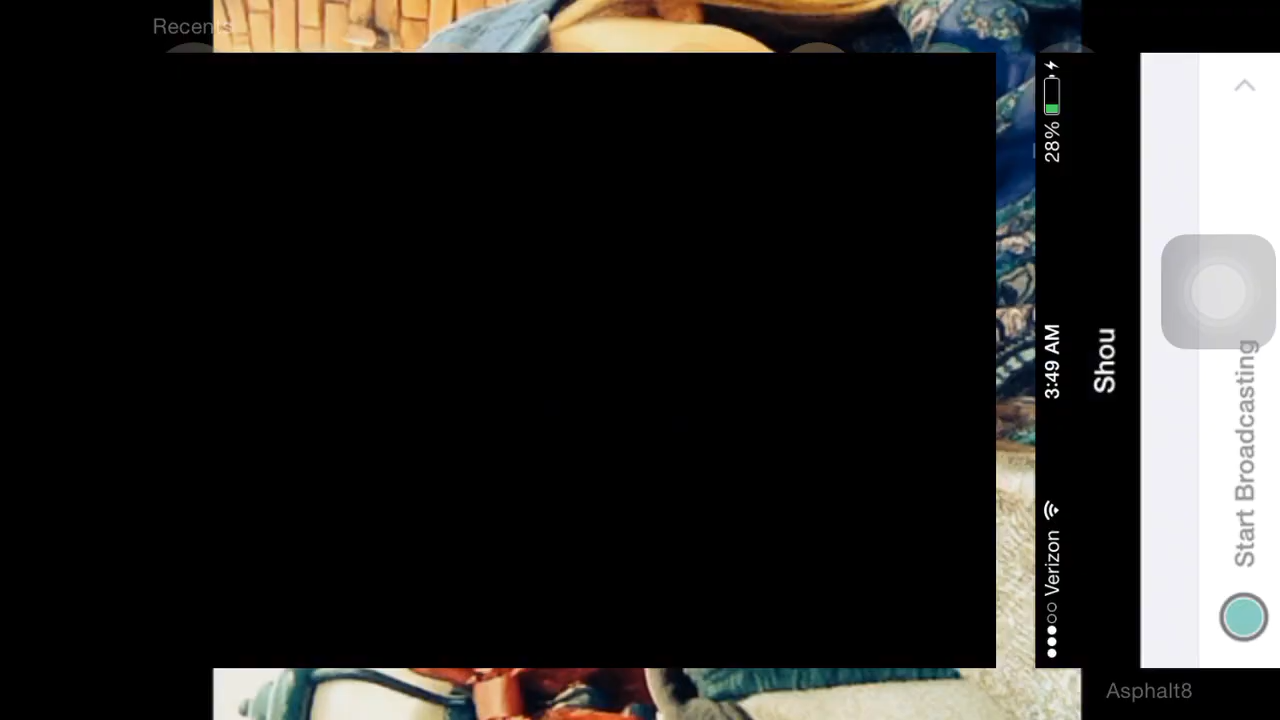 Recents
●●●○○ Verizon 3:49 AM 28%
Shou
Start Broadcasting
Asphalt8